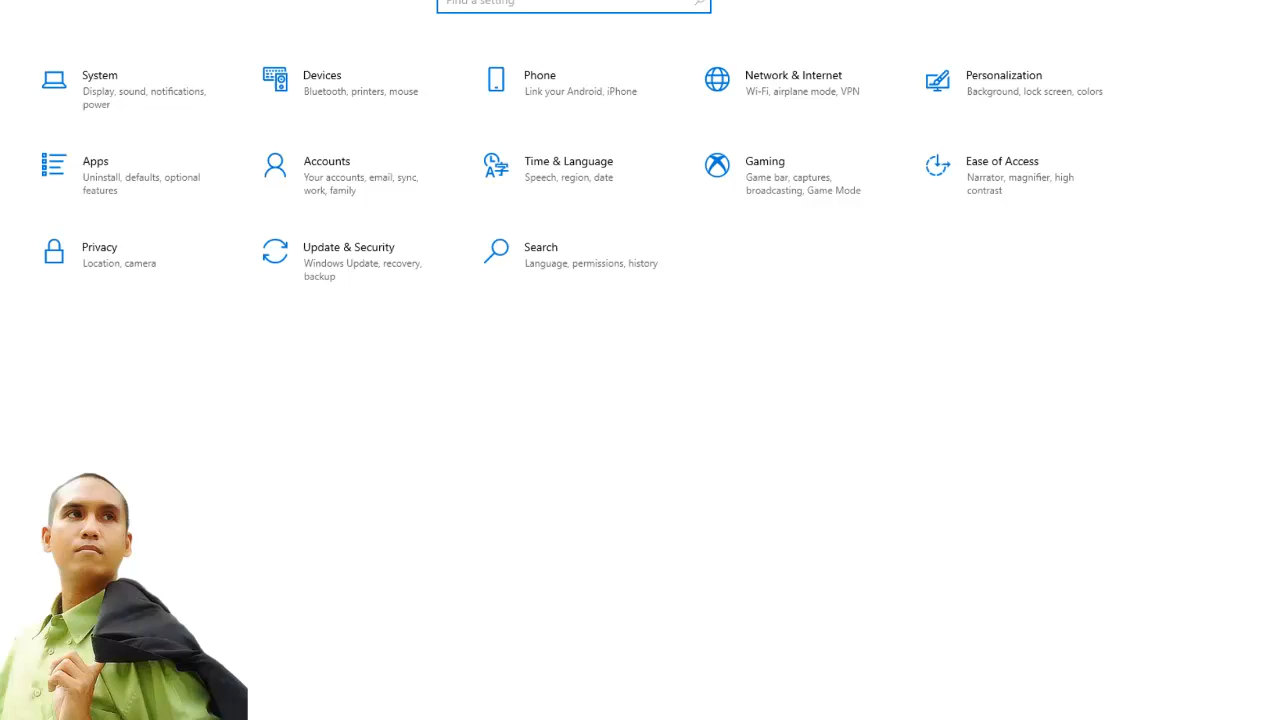 Find a setting
System
Display, sound, notifications,
power
Devices
Bluetooth, printers, mouse
Phone
Link your Android, iPhone
Network & Internet
Wi-Fi, airplane mode, VPN
Personalization
Background, lock screen, colors
Apps
Uninstall, defaults, optional
features
Accounts
Your accounts, email, sync,
work, family
Time & Language
Speech, region, date
Gaming
Game bar, captures,
broadcasting, Game Mode
Ease of Access
Narrator, magnifier, high
contrast
Privacy
Location, camera
Update & Security
Windows Update, recovery,
backup
Search
Language, permissions, history